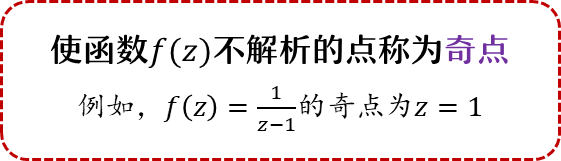 使函数f(z)不解析的点称为奇点
例如，f(z) = 1/(z−1)的奇点为z = 1